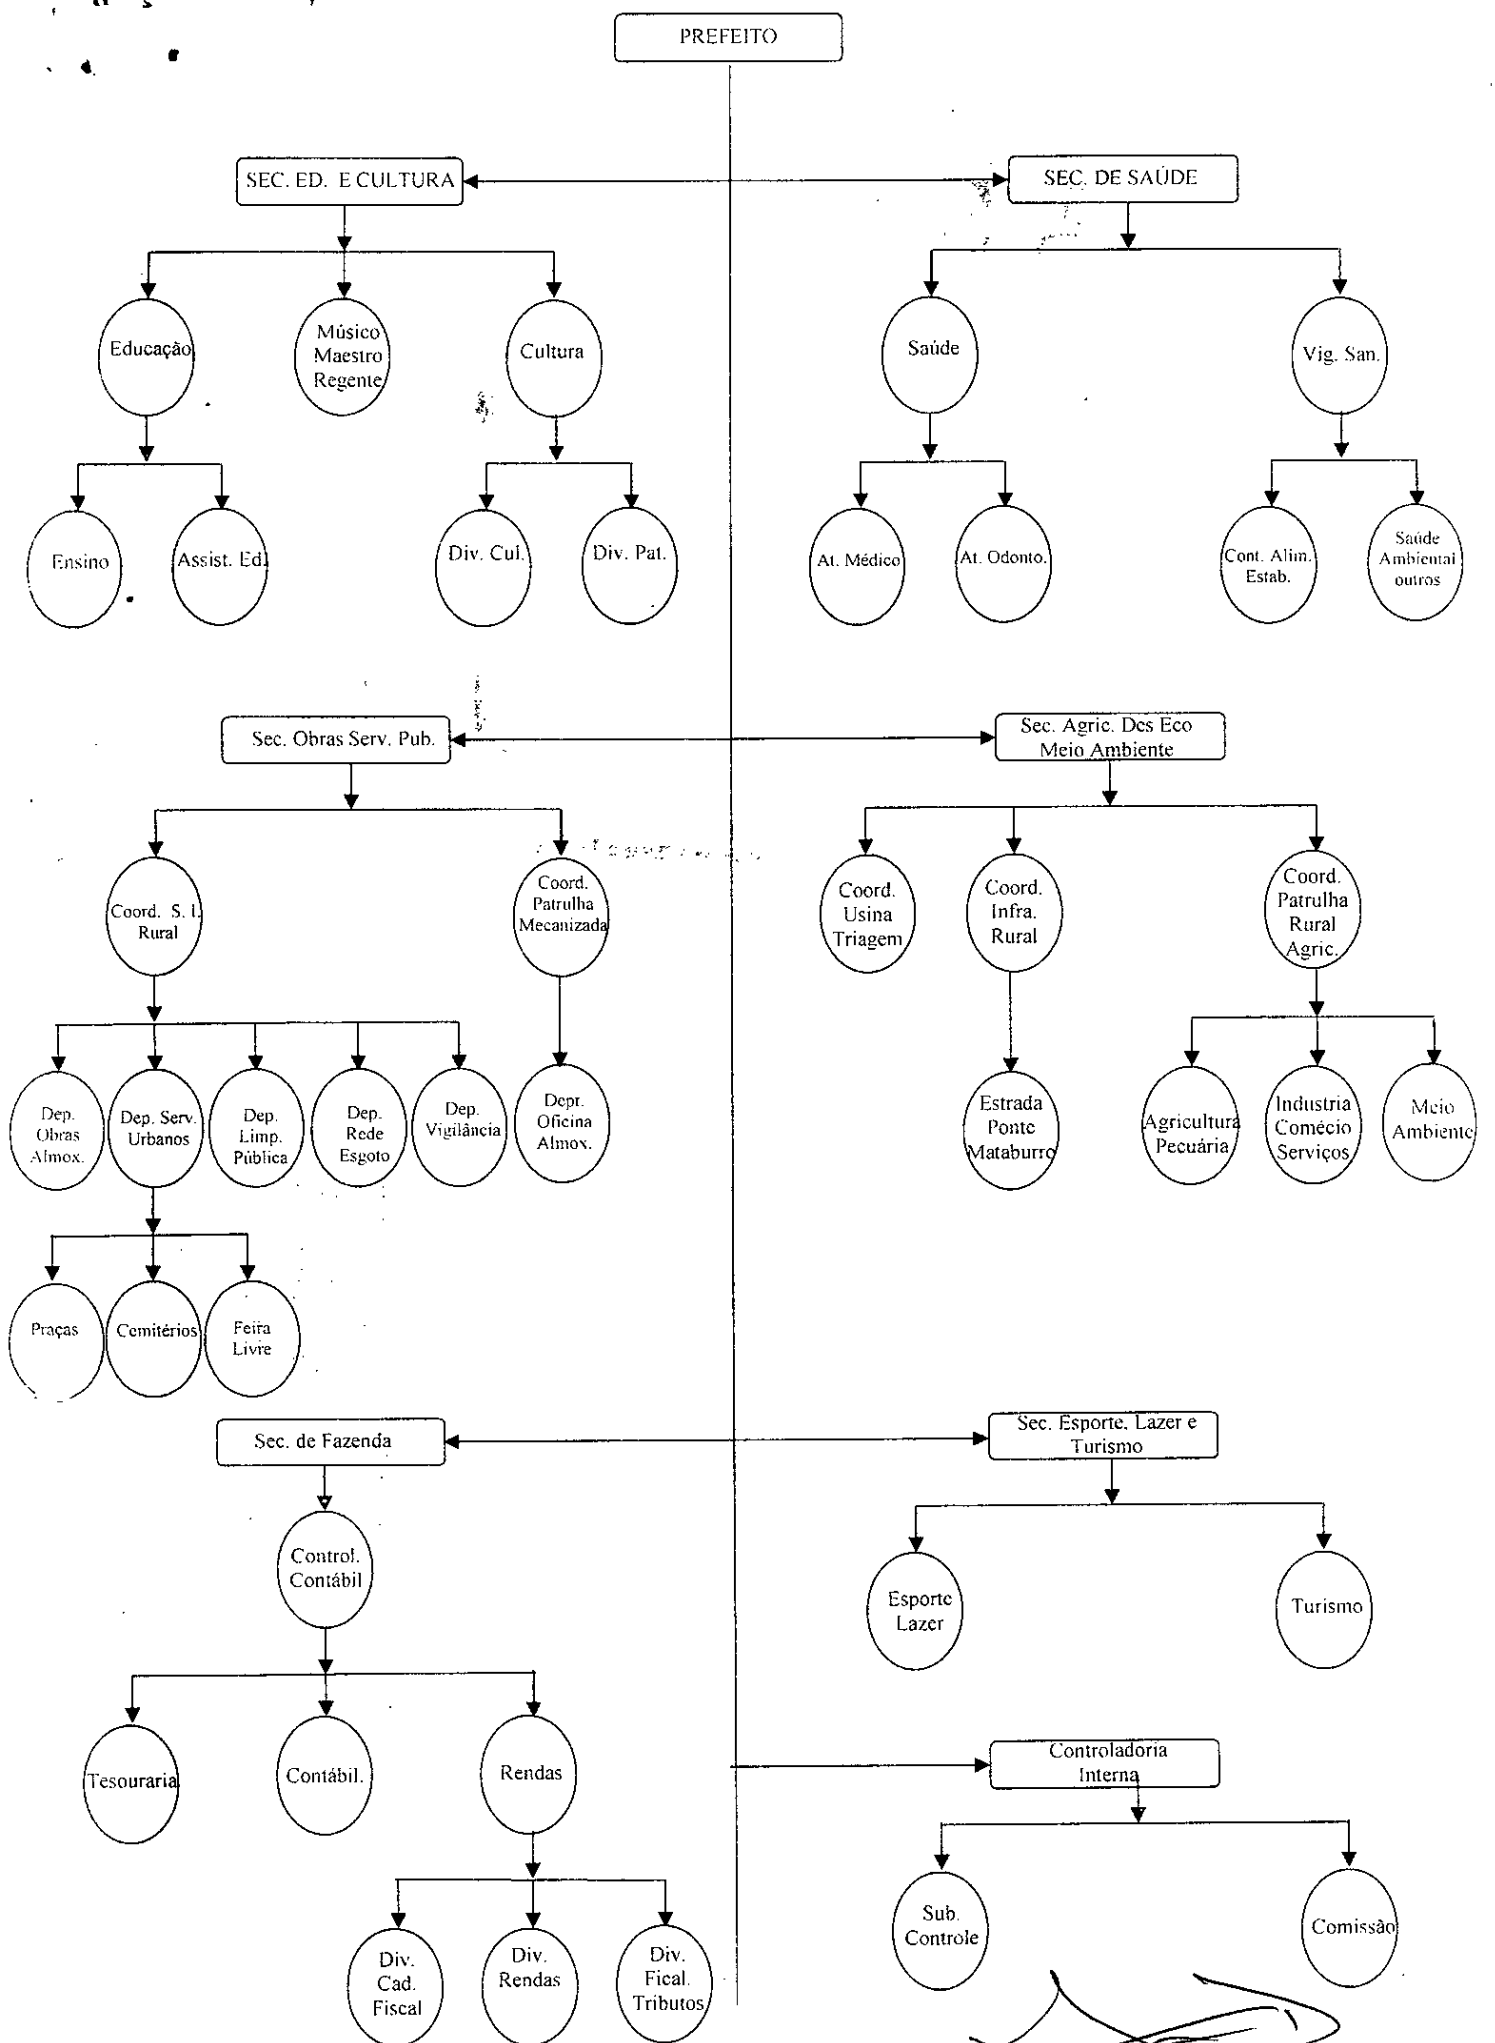 PREFEITO
SEC. ED. E CULTURA
SEC. DE SAÚDE
Educação
Músico
Maestro
Regente
Cultura
Saúde
Vig. San.
Ensino
Assist. Ed.
Div. Cul.
Div. Pat.
At. Médico
At. Odonto.
Cont. Alim.
Estab.
Saúde
Ambiental
outros
Sec. Obras Serv. Pub.
Sec. Agric. Des Eco
Meio Ambiente
Coord. S. I.
Rural
Coord.
Patrulha
Mecanizada
Coord.
Usina
Triagem
Coord.
Infra.
Rural
Coord.
Patrulha
Rural
Agric.
Dep.
Obras
Almox.
Dep. Serv.
Urbanos
Dep.
Limp.
Pública
Dep.
Rede
Esgoto
Dep.
Vigilância
Depr.
Oficina
Almox.
Estrada
Ponte
Mataburro
Agricultura
Pecuária
Industria
Comécio
Serviços
Meio
Ambiente
Praças
Cemitérios
Feira
Livre
Sec. de Fazenda
Sec. Esporte, Lazer e
Turismo
Control.
Contábil
Esporte
Lazer
Turismo
Tesouraria
Contábil.
Rendas
Controladoria
Interna
Div.
Cad.
Fiscal
Div.
Rendas
Div.
Fical.
Tributos
Sub.
Controle
Comissão